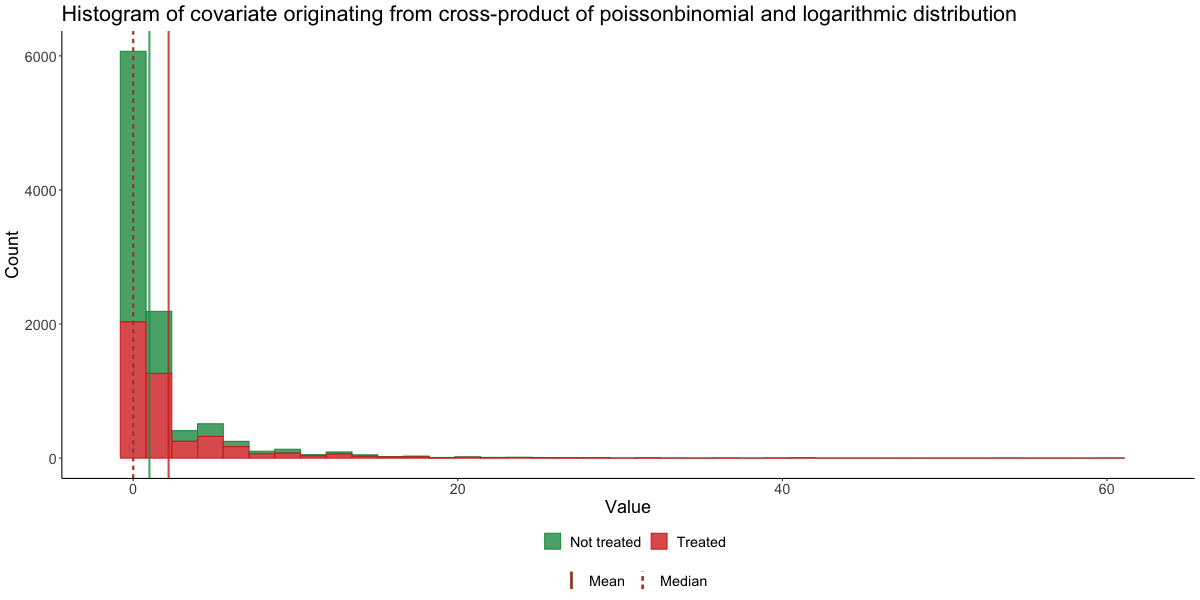 Histogram of covariate originating from cross-product of poissonbinomial and logarithmic distribution
6000
4000
2000
0
Count
0 20 40 60
Value
Not treated Treated
Mean Median